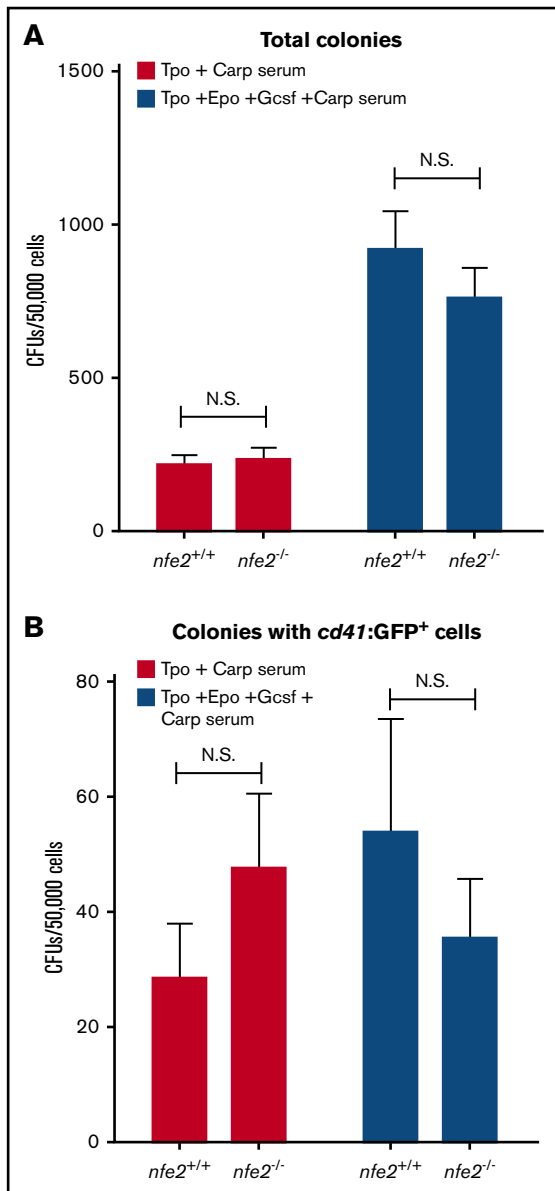 A
Total colonies
Tpo + Carp serum
Tpo +Epo +Gcsf +Carp serum
CFUs/50,000 cells
1500
1000
500
0
N.S.
N.S.
nfe2+/+
nfe2-/-
nfe2+/+
nfe2-/-
B
Colonies with cd41:GFP+ cells
Tpo + Carp serum
Tpo +Epo +Gcsf +
Carp serum
CFUs/50,000 cells
80
60
40
20
0
N.S.
N.S.
nfe2+/+
nfe2-/-
nfe2+/+
nfe2-/-